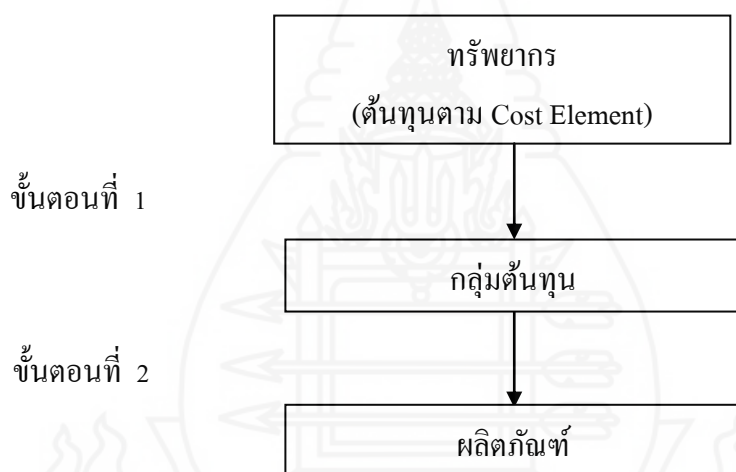 ทรัพยากร
(ต้นทุนตาม Cost Element)
ขั้นตอนที่ 1
กลุ่มต้นทุน
ขั้นตอนที่ 2
ผลิตภัณฑ์